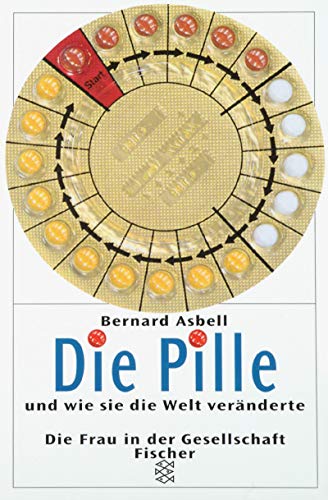 Start
Bernard Asbell
Die Pille
und wie sie die Welt veränderte
Die Frau in der Gesellschaft
Fischer